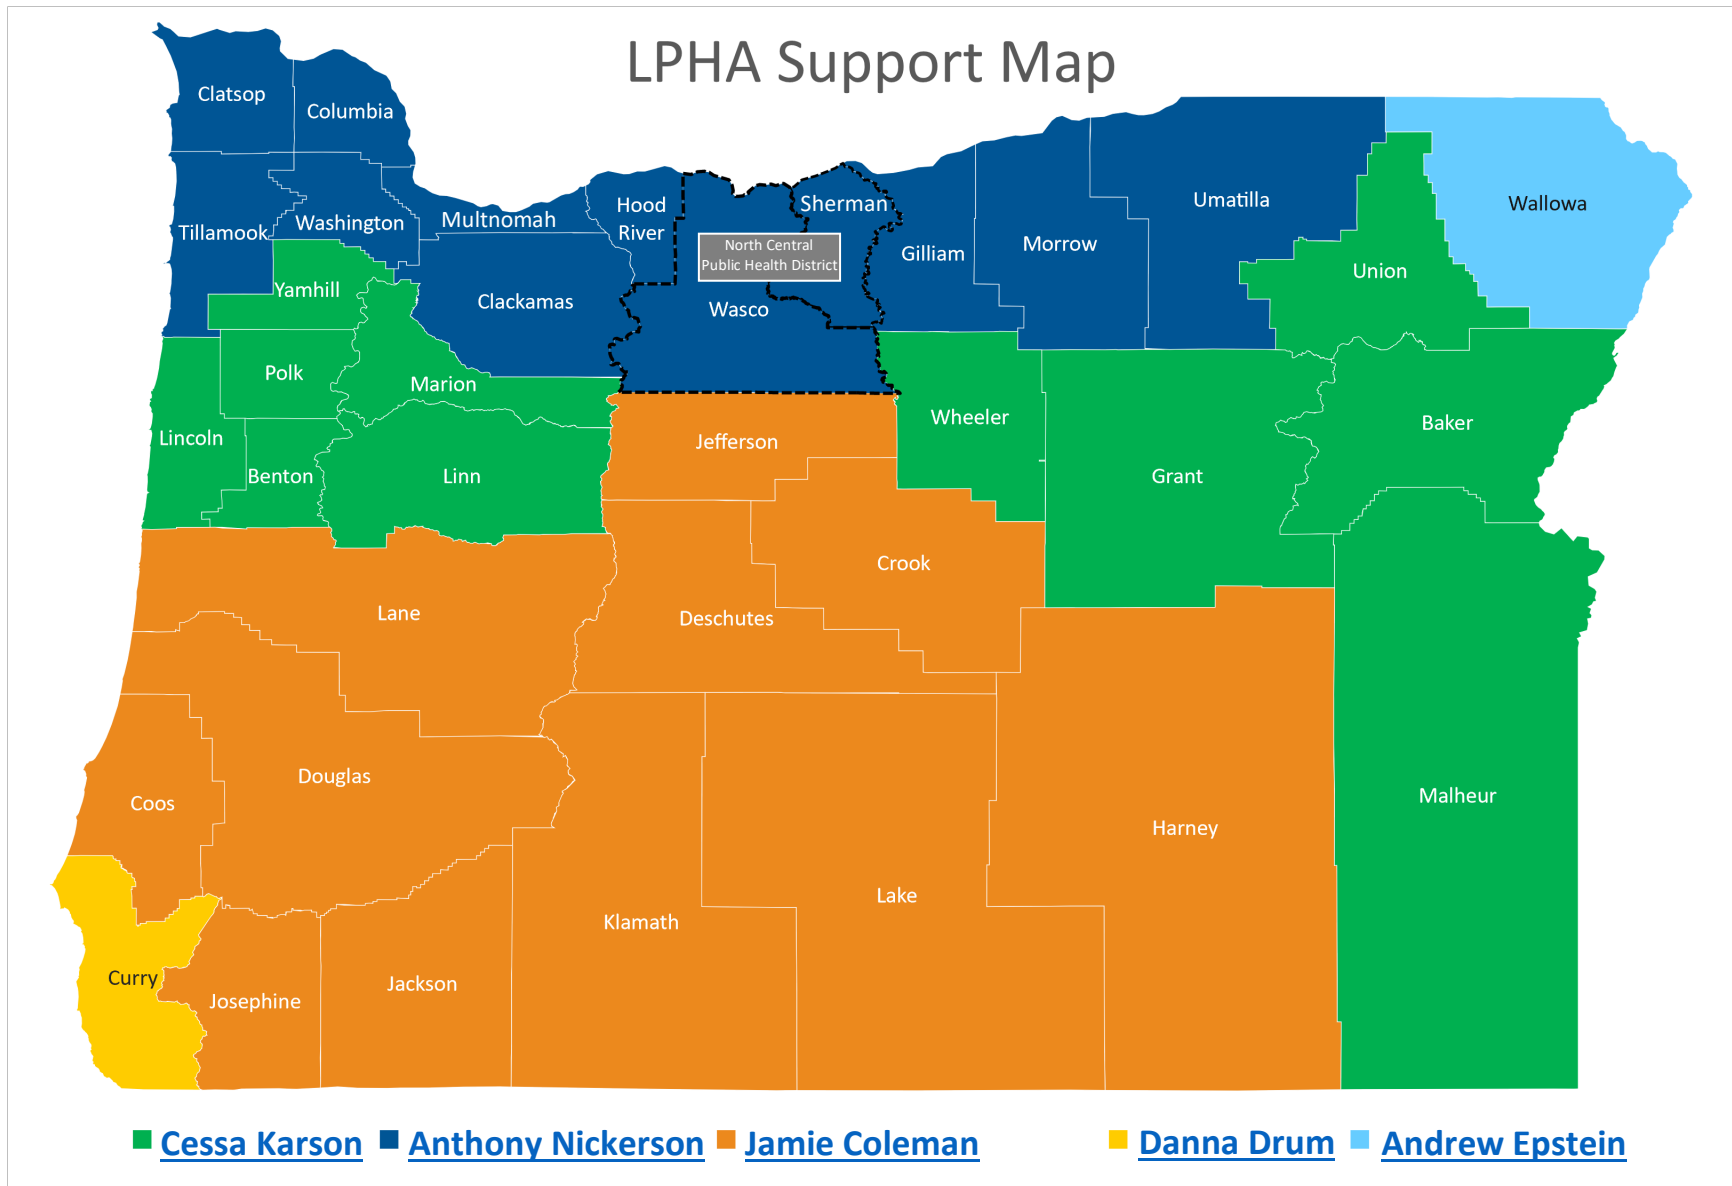 LPHA Support Map
Clatsop
Columbia
Tillamook
Washington
Multnomah
Hood
River
Sherman
North Central
Public Health District
Wasco
Gilliam
Morrow
Umatilla
Wallowa
Union
Yamhill
Clackamas
Polk
Marion
Lincoln
Benton
Linn
Jefferson
Wheeler
Grant
Baker
Crook
Lane
Deschutes
Douglas
Coos
Malheur
Harney
Lake
Klamath
Curry
Josephine
Jackson
Cessa Karson
Anthony Nickerson
Jamie Coleman
Danna Drum
Andrew Epstein